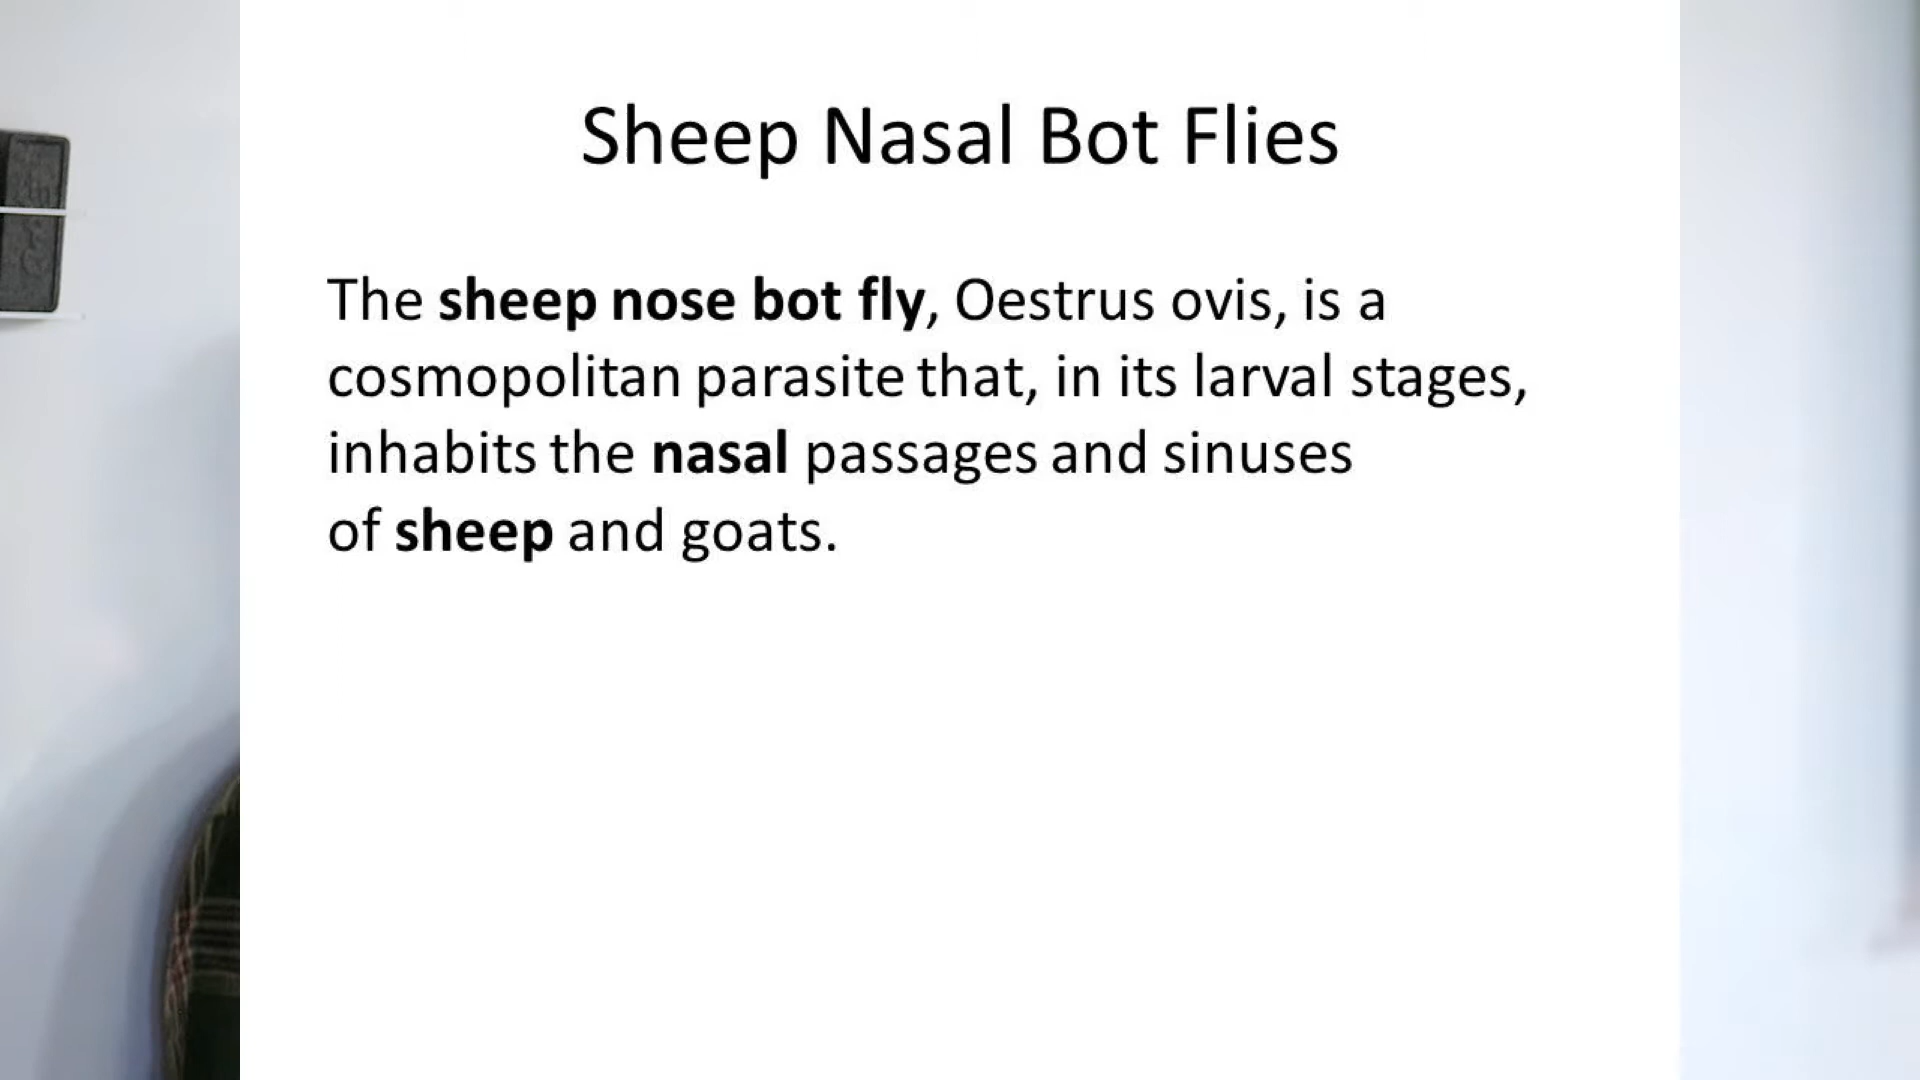 Sheep Nasal Bot Flies
The sheep nose bot fly, Oestrus ovis, is a
cosmopolitan parasite that, in its larval stages,
inhabits the nasal passages and sinuses
of sheep and goats.